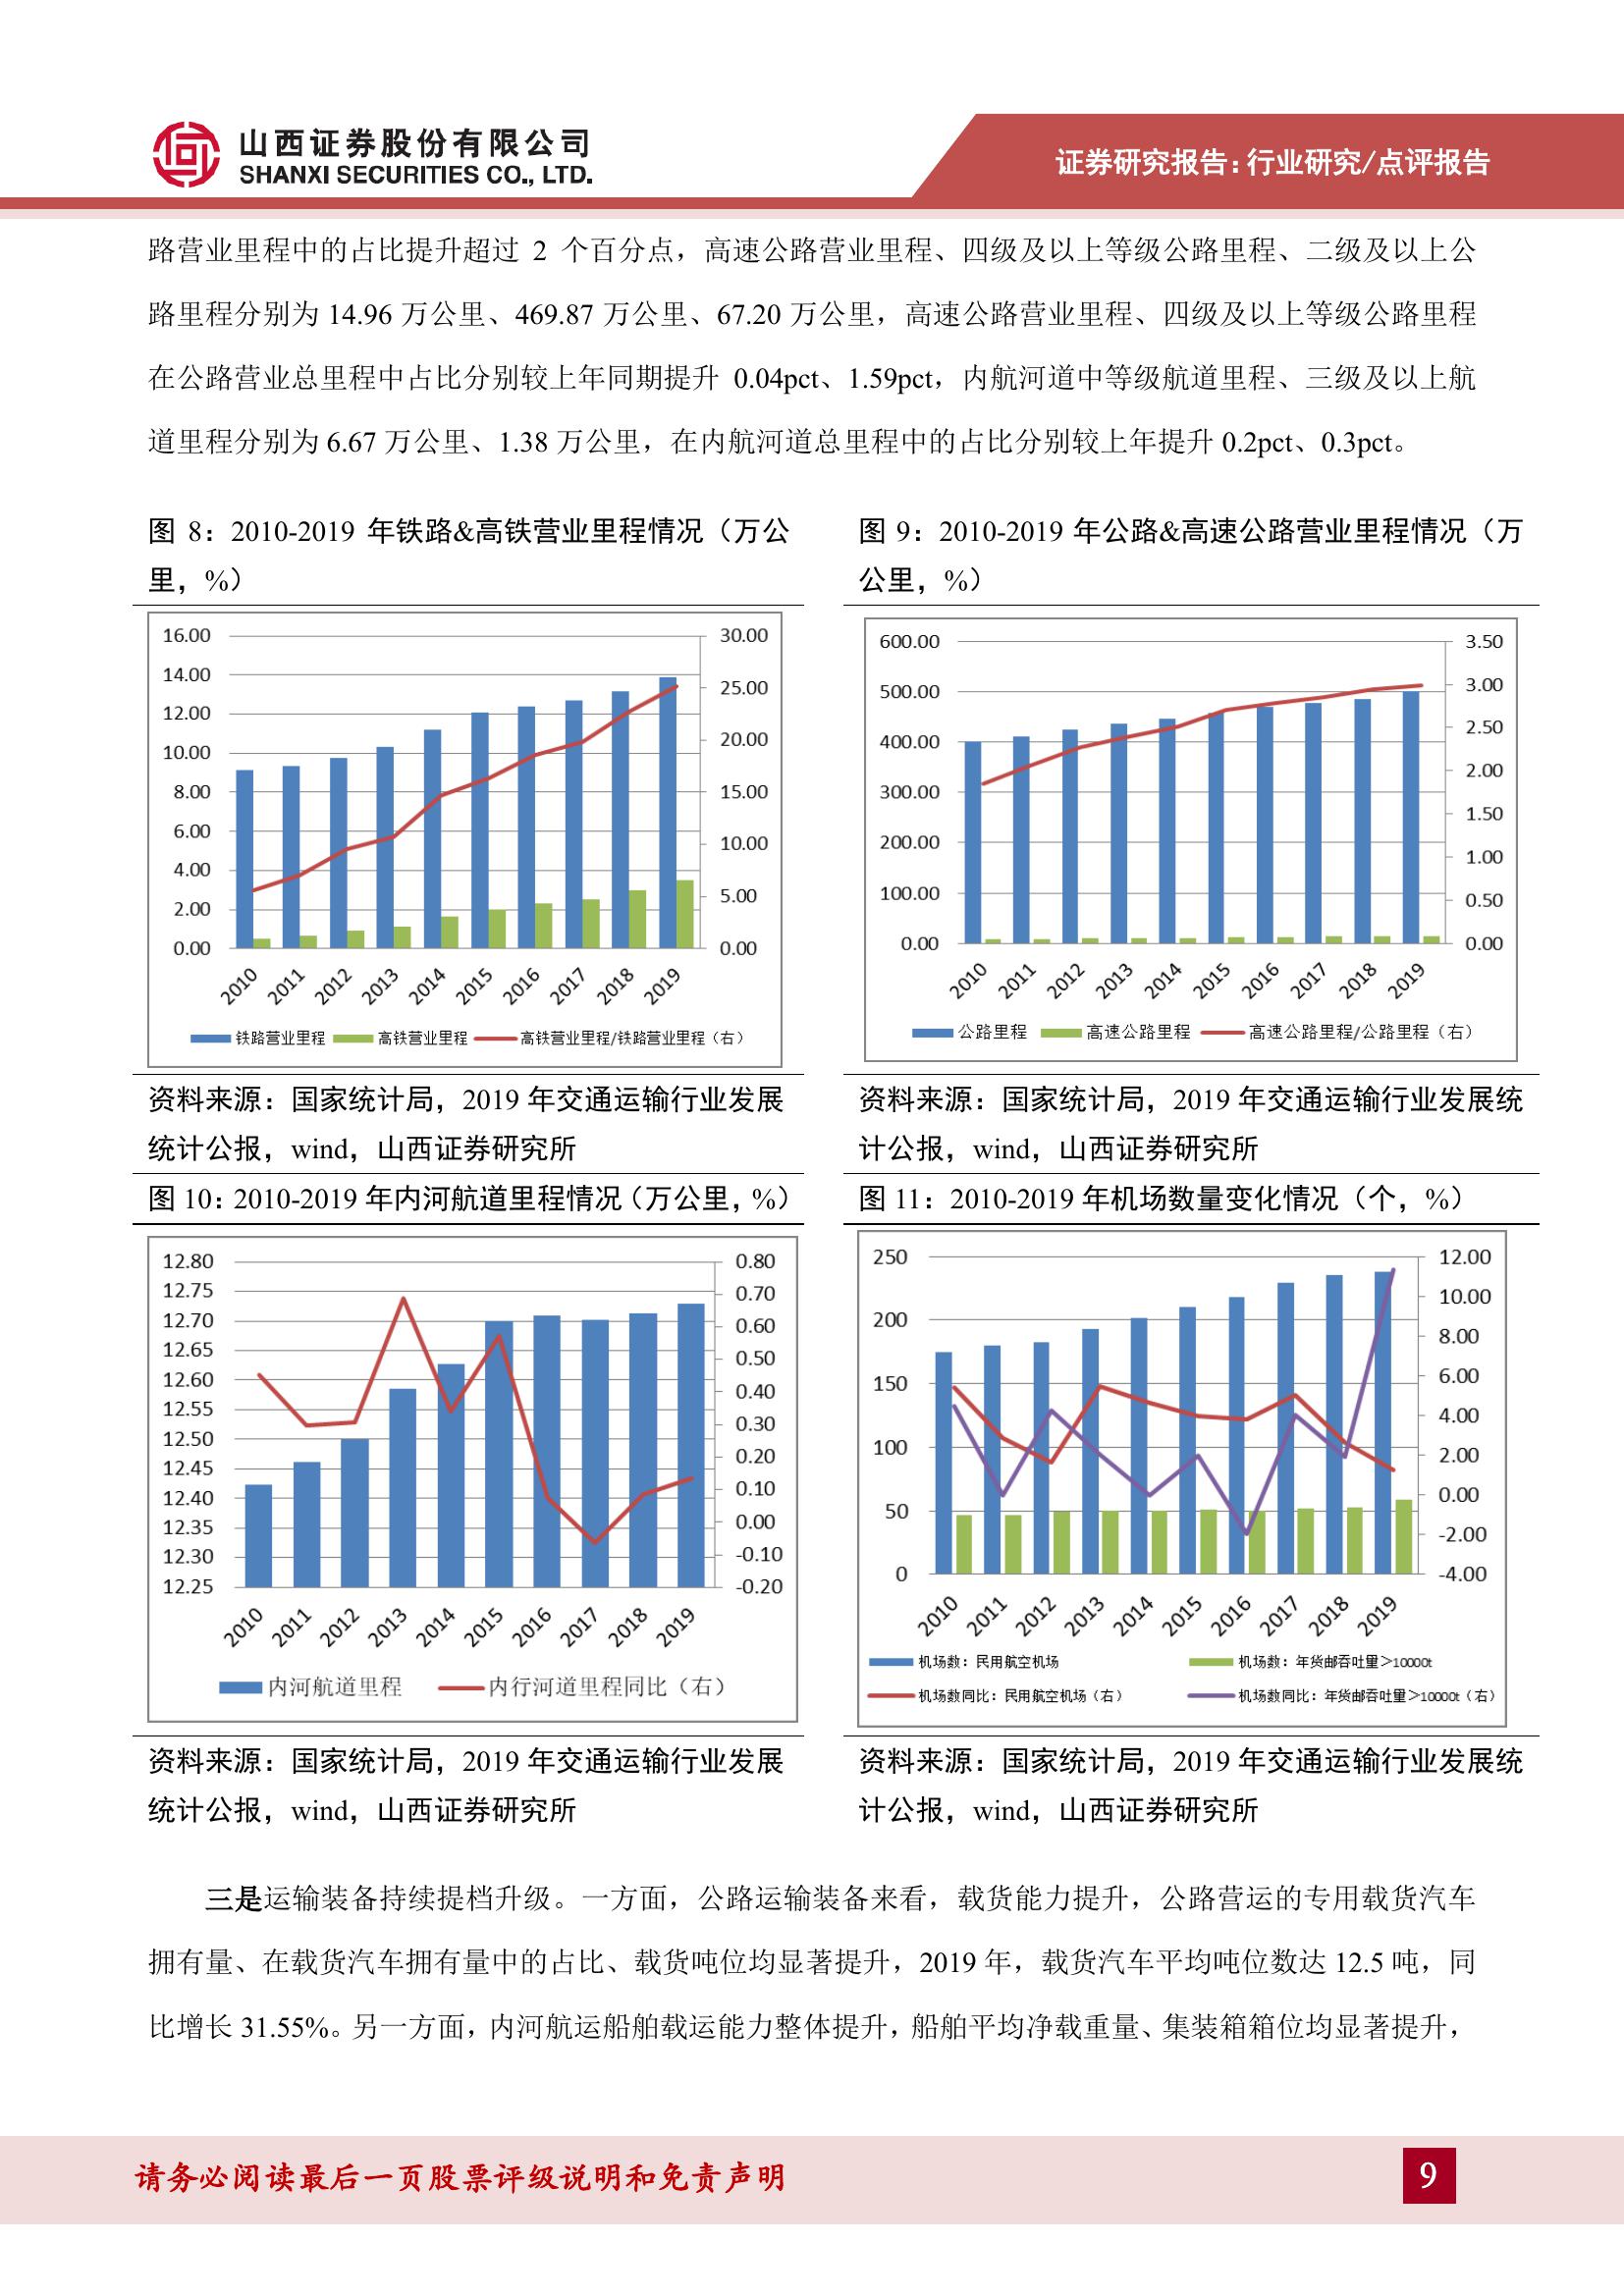 山西证券股份有限公司
SHANXI SECURITIES CO., LTD.
证券研究报告：行业研究/点评报告
路营业里程中的占比提升超过 2 个百分点，高速公路营业里程、四级及以上等级公路里程、二级及以上公
路里程分别为 14.96 万公里、469.87 万公里、67.20 万公里，高速公路营业里程、四级及以上等级公路里程
在公路营业总里程中占比分别较上年同期提升 0.04pct、1.59pct，内航河道中等级航道里程、三级及以上航
道里程分别为 6.67 万公里、1.38 万公里，在内航河道总里程中的占比分别较上年提升 0.2pct、0.3pct。
图 8：2010-2019 年铁路&高铁营业里程情况（万公
里，%）
16.00
14.00
12.00
10.00
8.00
6.00
4.00
2.00
0.00
30.00
25.00
20.00
15.00
10.00
5.00
0.00
2010 2011 2012 2013 2014 2015 2016 2017 2018 2019
铁路营业里程 高铁营业里程 高铁营业里程/铁路营业里程（右）
资料来源：国家统计局，2019 年交通运输行业发展
统计公报，wind，山西证券研究所
图 9：2010-2019 年公路&高速公路营业里程情况（万
公里，%）
600.00
500.00
400.00
300.00
200.00
100.00
0.00
3.50
3.00
2.50
2.00
1.50
1.00
0.50
0.00
2010 2011 2012 2013 2014 2015 2016 2017 2018 2019
公路里程 高速公路里程 高速公路里程/公路里程（右）
资料来源：国家统计局，2019 年交通运输行业发展统
计公报，wind，山西证券研究所
图 10：2010-2019 年内河航道里程情况（万公里，%）
12.80
12.75
12.70
12.65
12.60
12.55
12.50
12.45
12.40
12.35
12.30
12.25
0.80
0.70
0.60
0.50
0.40
0.30
0.20
0.10
0.00
-0.10
-0.20
2010 2011 2012 2013 2014 2015 2016 2017 2018 2019
内河航道里程 内行河道里程同比（右）
资料来源：国家统计局，2019 年交通运输行业发展
统计公报，wind，山西证券研究所
图 11：2010-2019 年机场数量变化情况（个，%）
250
200
150
100
50
0
12.00
10.00
8.00
6.00
4.00
2.00
0.00
-2.00
-4.00
2010 2011 2012 2013 2014 2015 2016 2017 2018 2019
机场数：民用航空机场 机场数：年货邮吞吐量＞10000t
机场数同比：民用航空机场（右） 机场数同比：年货邮吞吐量＞10000t（右）
资料来源：国家统计局，2019 年交通运输行业发展统
计公报，wind，山西证券研究所
三是运输装备持续提档升级。一方面，公路运输装备来看，载货能力提升，公路营运的专用载货汽车
拥有量、在载货汽车拥有量中的占比、载货吨位均显著提升，2019 年，载货汽车平均吨位数达 12.5 吨，同
比增长 31.55%。另一方面，内河航运船舶载运能力整体提升，船舶平均净载重量、集装箱箱位均显著提升，
请务必阅读最后一页股票评级说明和免责声明
9